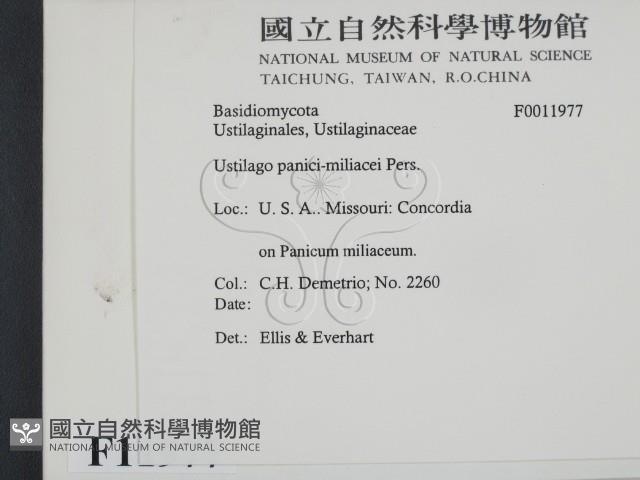 國立自然科學博物館
NATIONAL MUSEUM OF NATURAL SCIENCE
TAICHUNG, TAIWAN, R.O.CHINA
Basidiomycota F0011977
Ustilaginales, Ustilaginaceae
Ustilago panici-miliacei Pers.
Loc.: U. S. A.. Missouri: Concordia
on Panicum miliaceum.
Col.: C.H. Demetrio; No. 2260
Date:
Det.: Ellis & Everhart
國立自然科學博物館
NATIONAL MUSEUM OF NATURAL SCIENCE